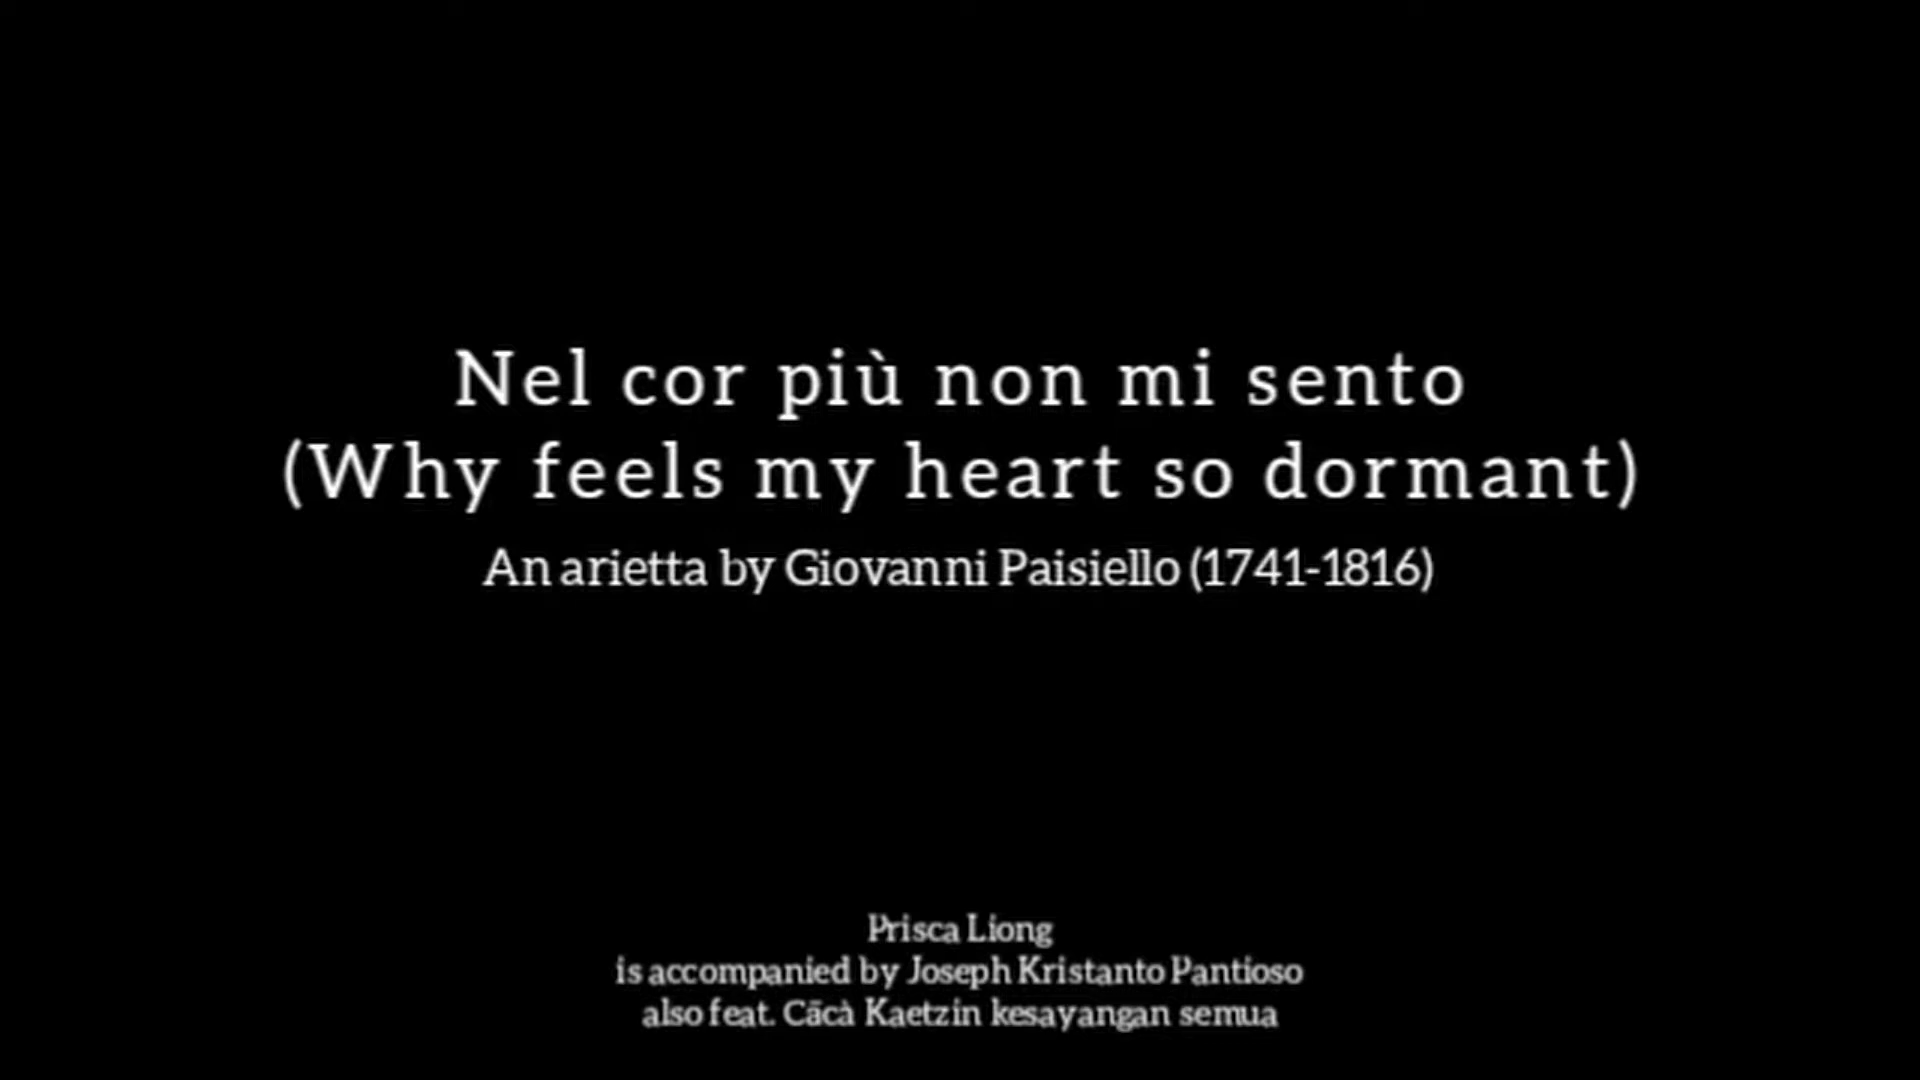 Nel cor più non mi sento
(Why feels my heart so dormant)
An arietta by Giovanni Paisiello (1741-1816)
Prisca Liong
is accompanied by Joseph Kristanto Pantioso
also feat. Cācà Kaetzin kesayangan semua